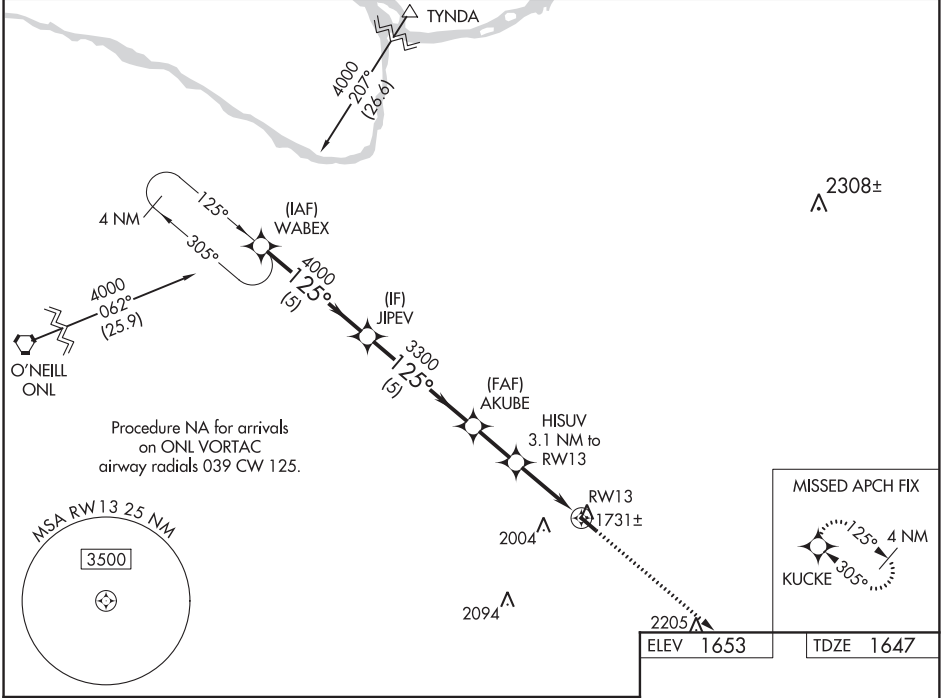 TYNDA
4000
207°
(26.6)
2308±
125°
4 NM
305°
(IAF)
WABEX
4000
125°
(5)
4000
062°
(25.9)
O'NEILL
ONL
(IF)
JIPEV
3300
125°
(5)
(FAF)
AKUBE
HISUV
3.1 NM to
RW13
Procedure NA for arrivals
on ONL VORTAC
airway radials 039 CW 125.
RW13
1731±
2004
2094
2205
MSA RW13 25 NM
3500
MISSED APCH FIX
125°
4 NM
305°
KUCKE
ELEV 1653
TDZE 1647